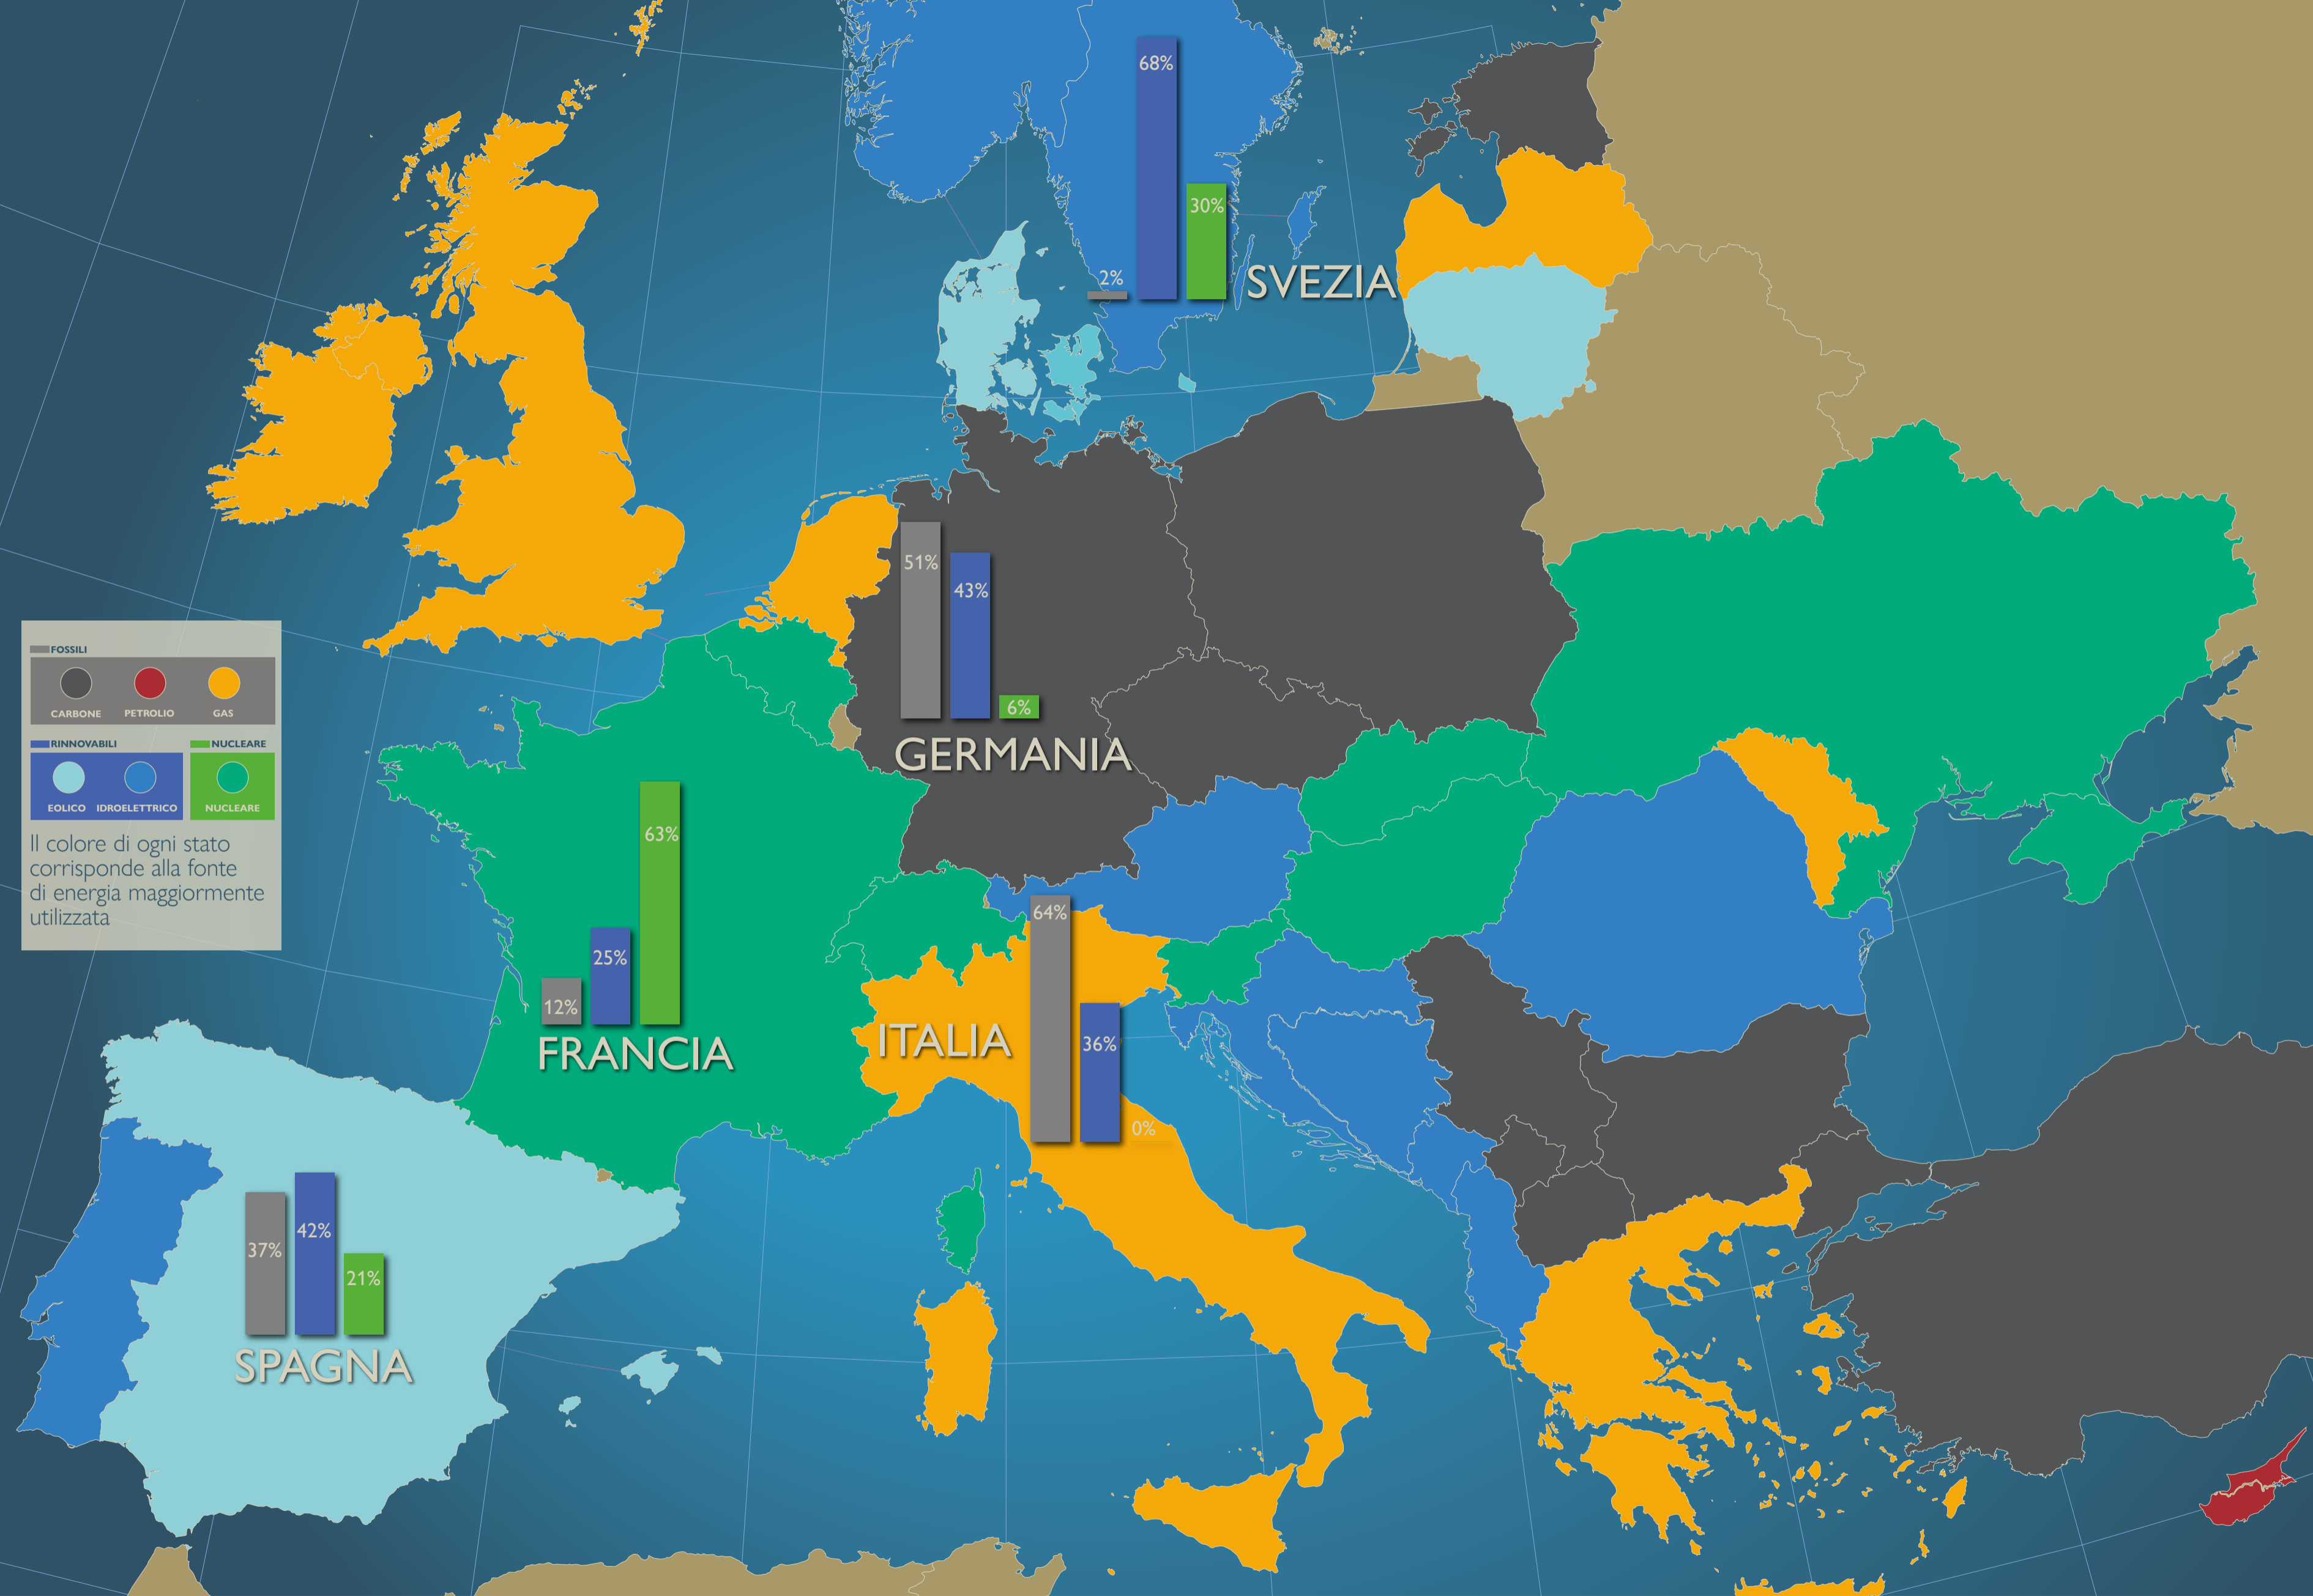 68%
30%
2%
SVEZIA
51%
43%
6%
GERMANIA
FOSSILI
CARBONE PETROLIO GAS
RINNOVABILI NUCLEARE
EOLICO IDROELETTRICO NUCLEARE
Il colore di ogni stato
corrisponde alla fonte
di energia maggiormente
utilizzata
63%
25%
12%
FRANCIA
64%
36%
0%
ITALIA
37%
42%
21%
SPAGNA